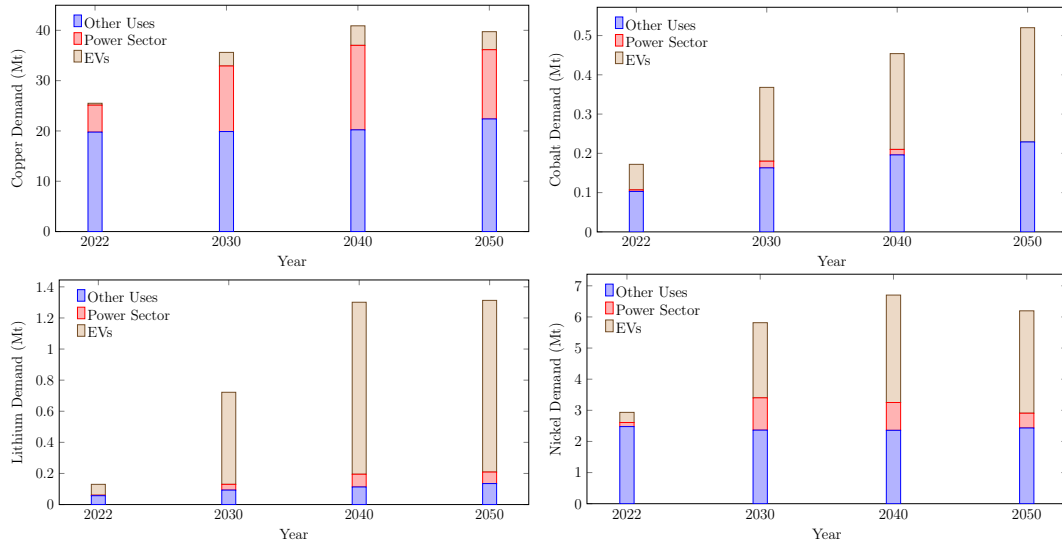 Copper Demand (Mt)
40
30
20
10
0
Other Uses
Power Sector
EVs
2022 2030 2040 2050
Year
Cobalt Demand (Mt)
0.5
0.4
0.3
0.2
0.1
0
Other Uses
Power Sector
EVs
2022 2030 2040 2050
Year
Lithium Demand (Mt)
1.4
1.2
1
0.8
0.6
0.4
0.2
0
Other Uses
Power Sector
EVs
2022 2030 2040 2050
Year
Nickel Demand (Mt)
7
6
5
4
3
2
1
0
Other Uses
Power Sector
EVs
2022 2030 2040 2050
Year